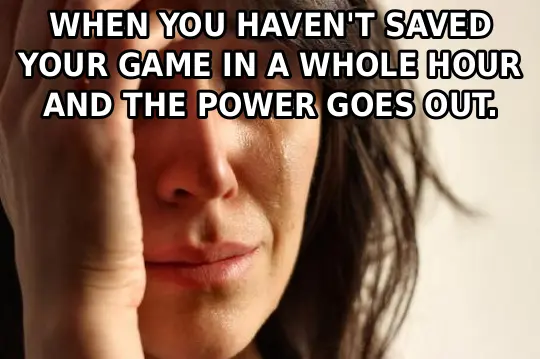 WHEN YOU HAVEN'T SAVED
YOUR GAME IN A WHOLE HOUR
AND THE POWER GOES OUT.